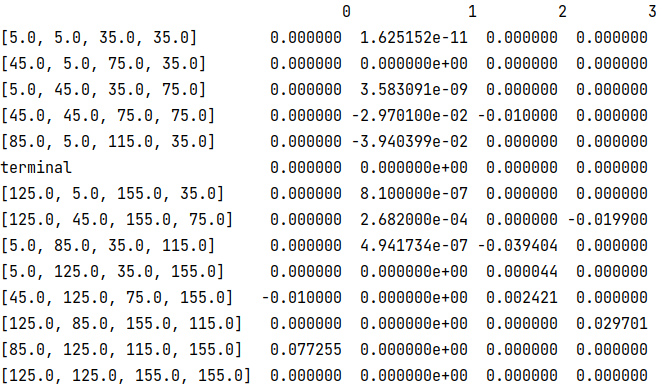 0 1 2 3
[5.0, 5.0, 35.0, 35.0] 0.000000 1.625152e-11 0.000000 0.000000
[45.0, 5.0, 75.0, 35.0] 0.000000 0.000000e+00 0.000000 0.000000
[5.0, 45.0, 35.0, 75.0] 0.000000 3.583091e-09 0.000000 0.000000
[45.0, 45.0, 75.0, 75.0] 0.000000 -2.970100e-02 -0.010000 0.000000
[85.0, 5.0, 115.0, 35.0] 0.000000 -3.940399e-02 0.000000 0.000000
terminal 0.000000 0.000000e+00 0.000000 0.000000
[125.0, 5.0, 155.0, 35.0] 0.000000 8.100000e-07 0.000000 0.000000
[125.0, 45.0, 155.0, 75.0] 0.000000 2.682000e-04 0.000000 -0.019900
[5.0, 85.0, 35.0, 115.0] 0.000000 4.941734e-07 -0.039404 0.000000
[5.0, 125.0, 35.0, 155.0] 0.000000 0.000000e+00 0.000044 0.000000
[45.0, 125.0, 75.0, 155.0] -0.010000 0.000000e+00 0.002421 0.000000
[125.0, 85.0, 155.0, 115.0] 0.000000 0.000000e+00 0.000000 0.029701
[85.0, 125.0, 115.0, 155.0] 0.077255 0.000000e+00 0.000000 0.000000
[125.0, 125.0, 155.0, 155.0] 0.000000 0.000000e+00 0.000000 0.000000